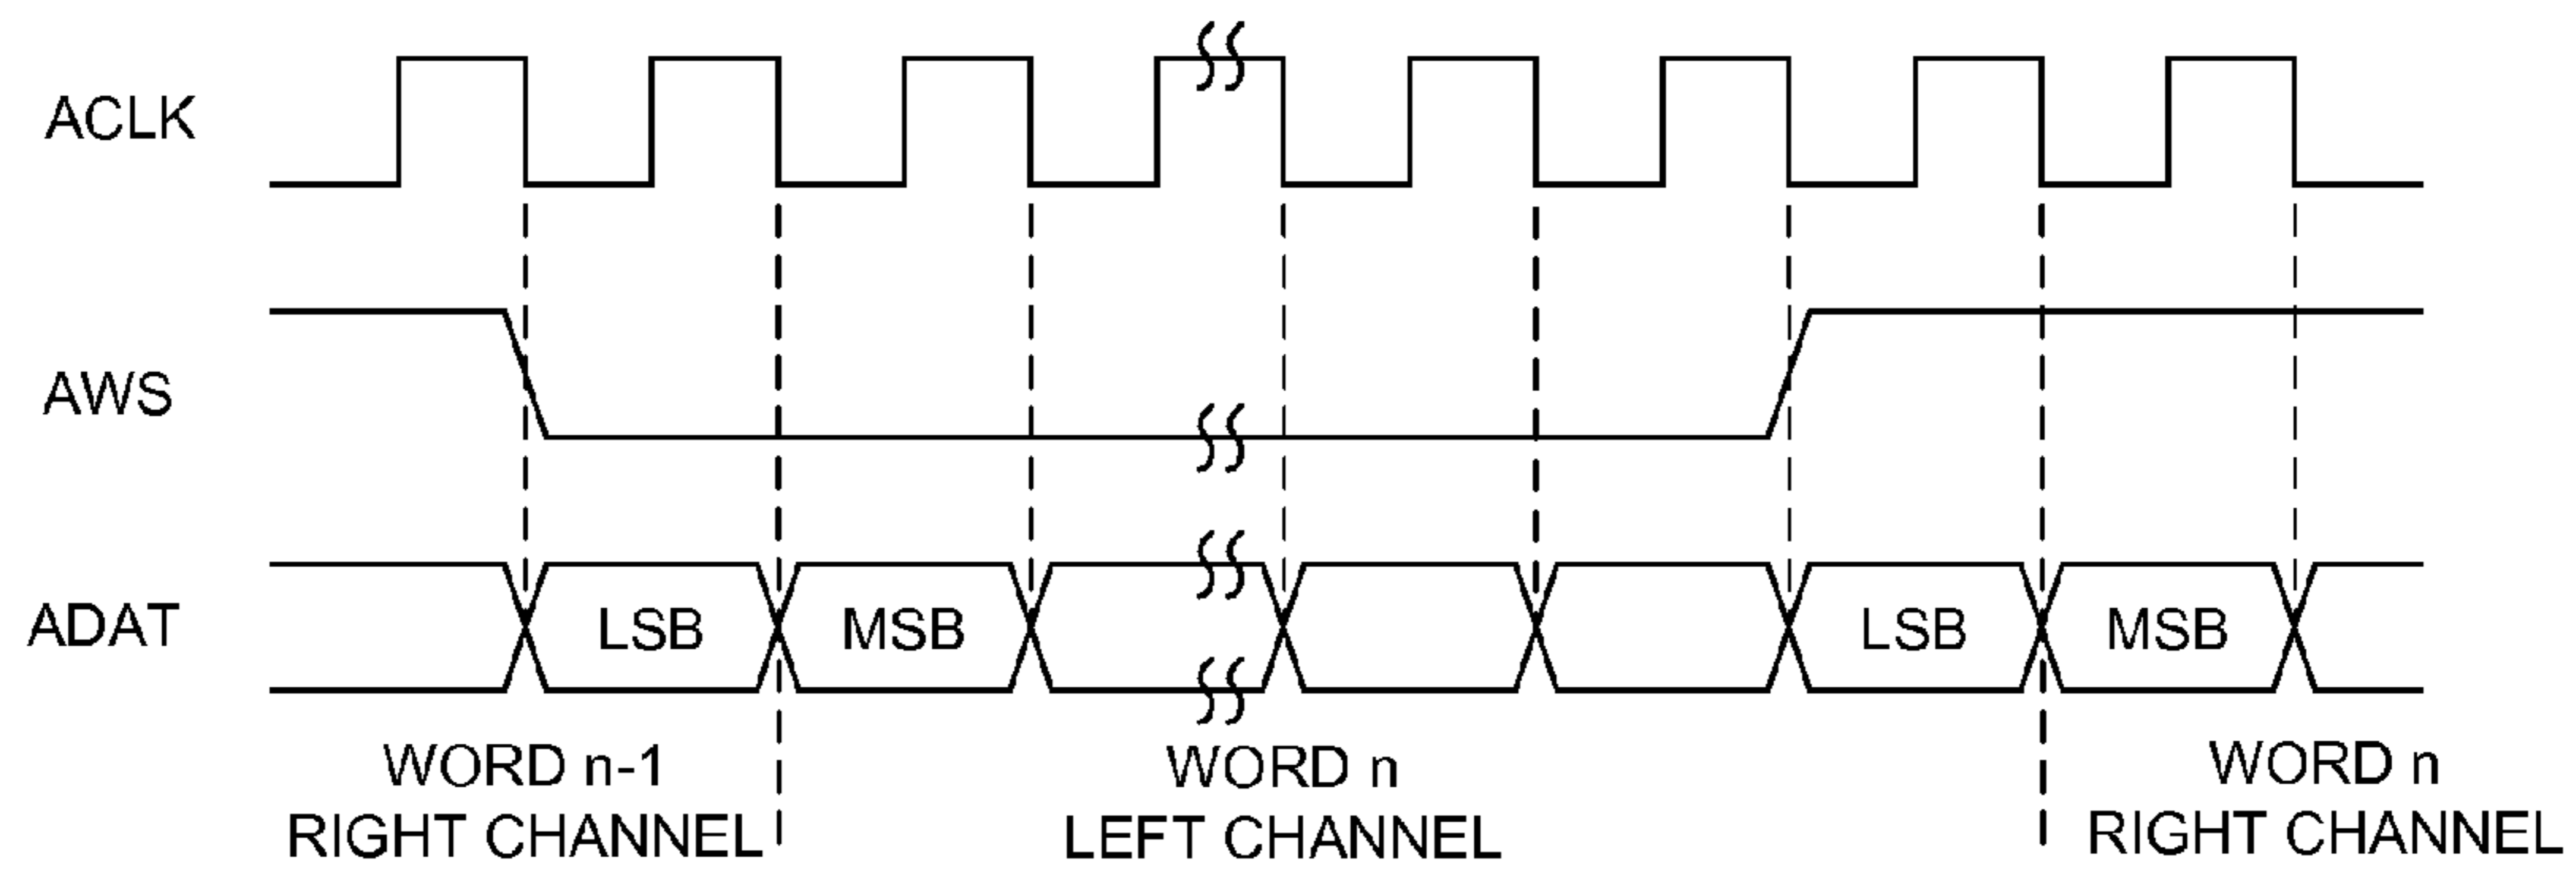 ACLK
AWS
ADAT
LSB
MSB
LSB
MSB
WORD n-1
RIGHT CHANNEL
WORD n
LEFT CHANNEL
WORD n
RIGHT CHANNEL